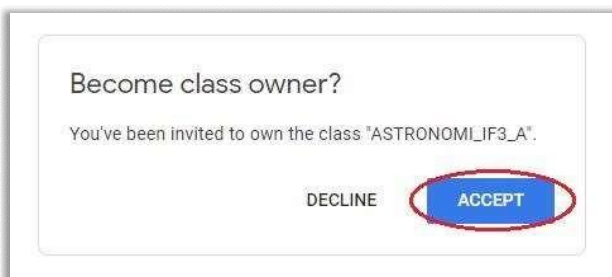 Become class owner?
You've been invited to own the class "ASTRONOMI_IF3_A".
DECLINE ACCEPT